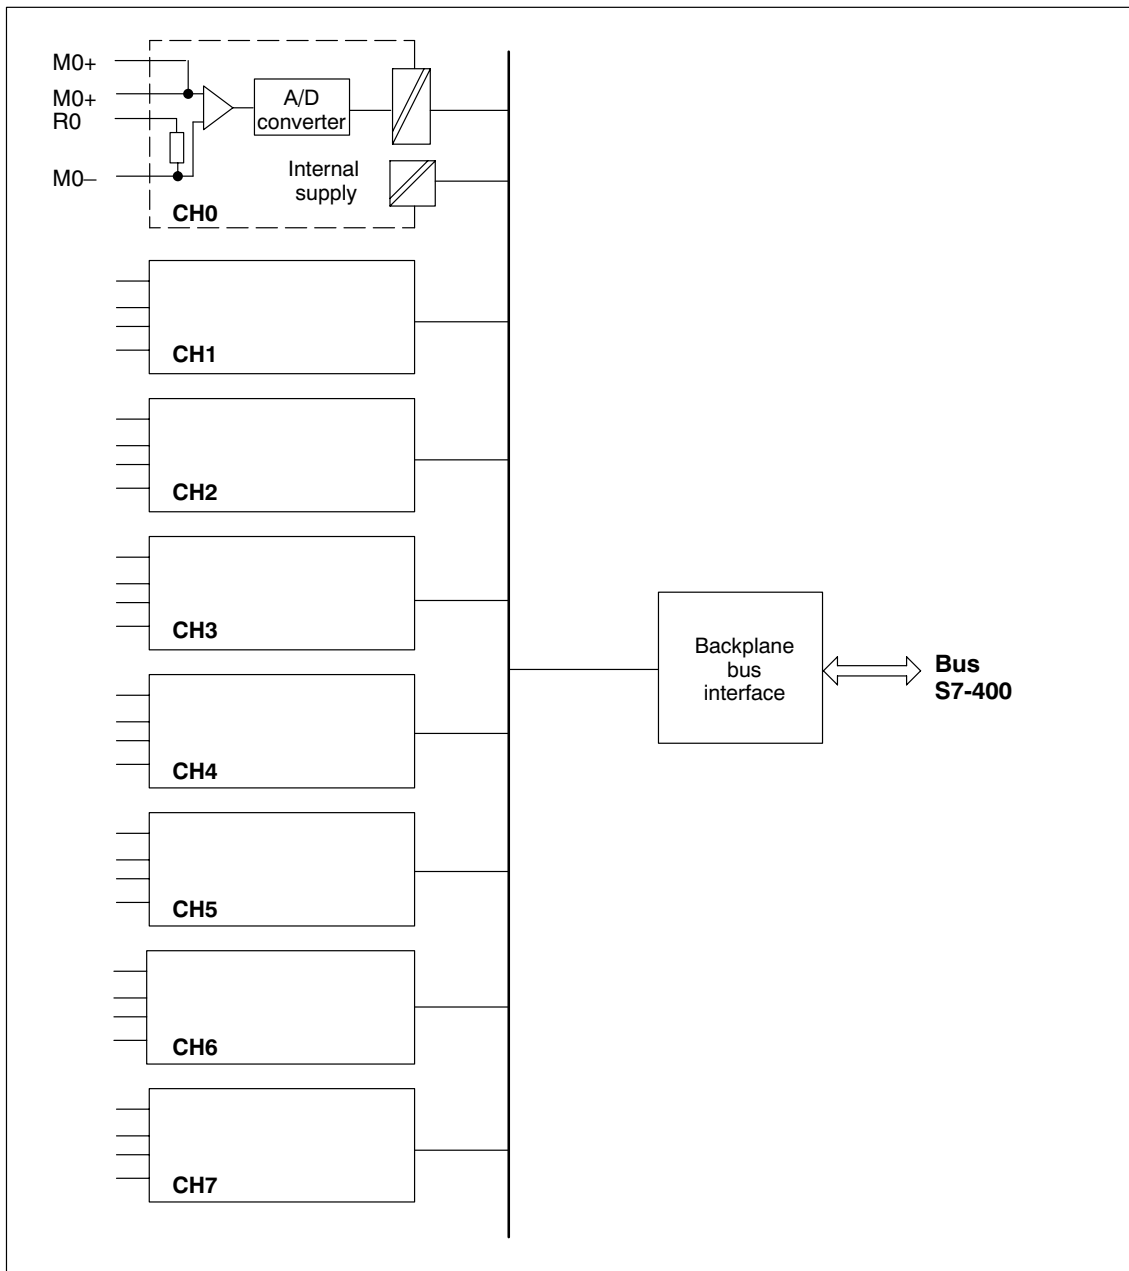 M0+
M0+
R0
M0–
A/D
converter
Internal
supply
CH0
CH1
CH2
CH3
CH4
CH5
CH6
CH7
Backplane
bus
interface
Bus
S7-400